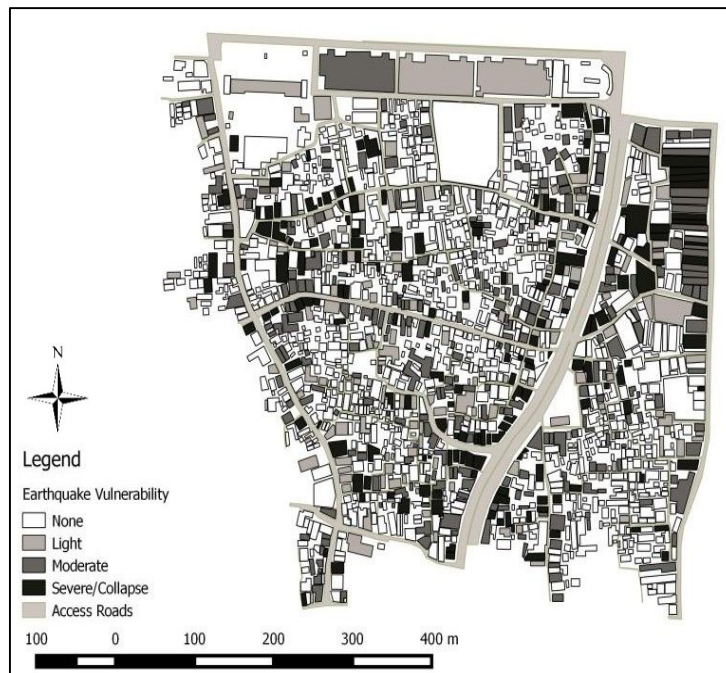 N
Legend
Earthquake Vulnerability
None
Light
Moderate
Severe/Collapse
Access Roads
100 0 100 200 300 400 m